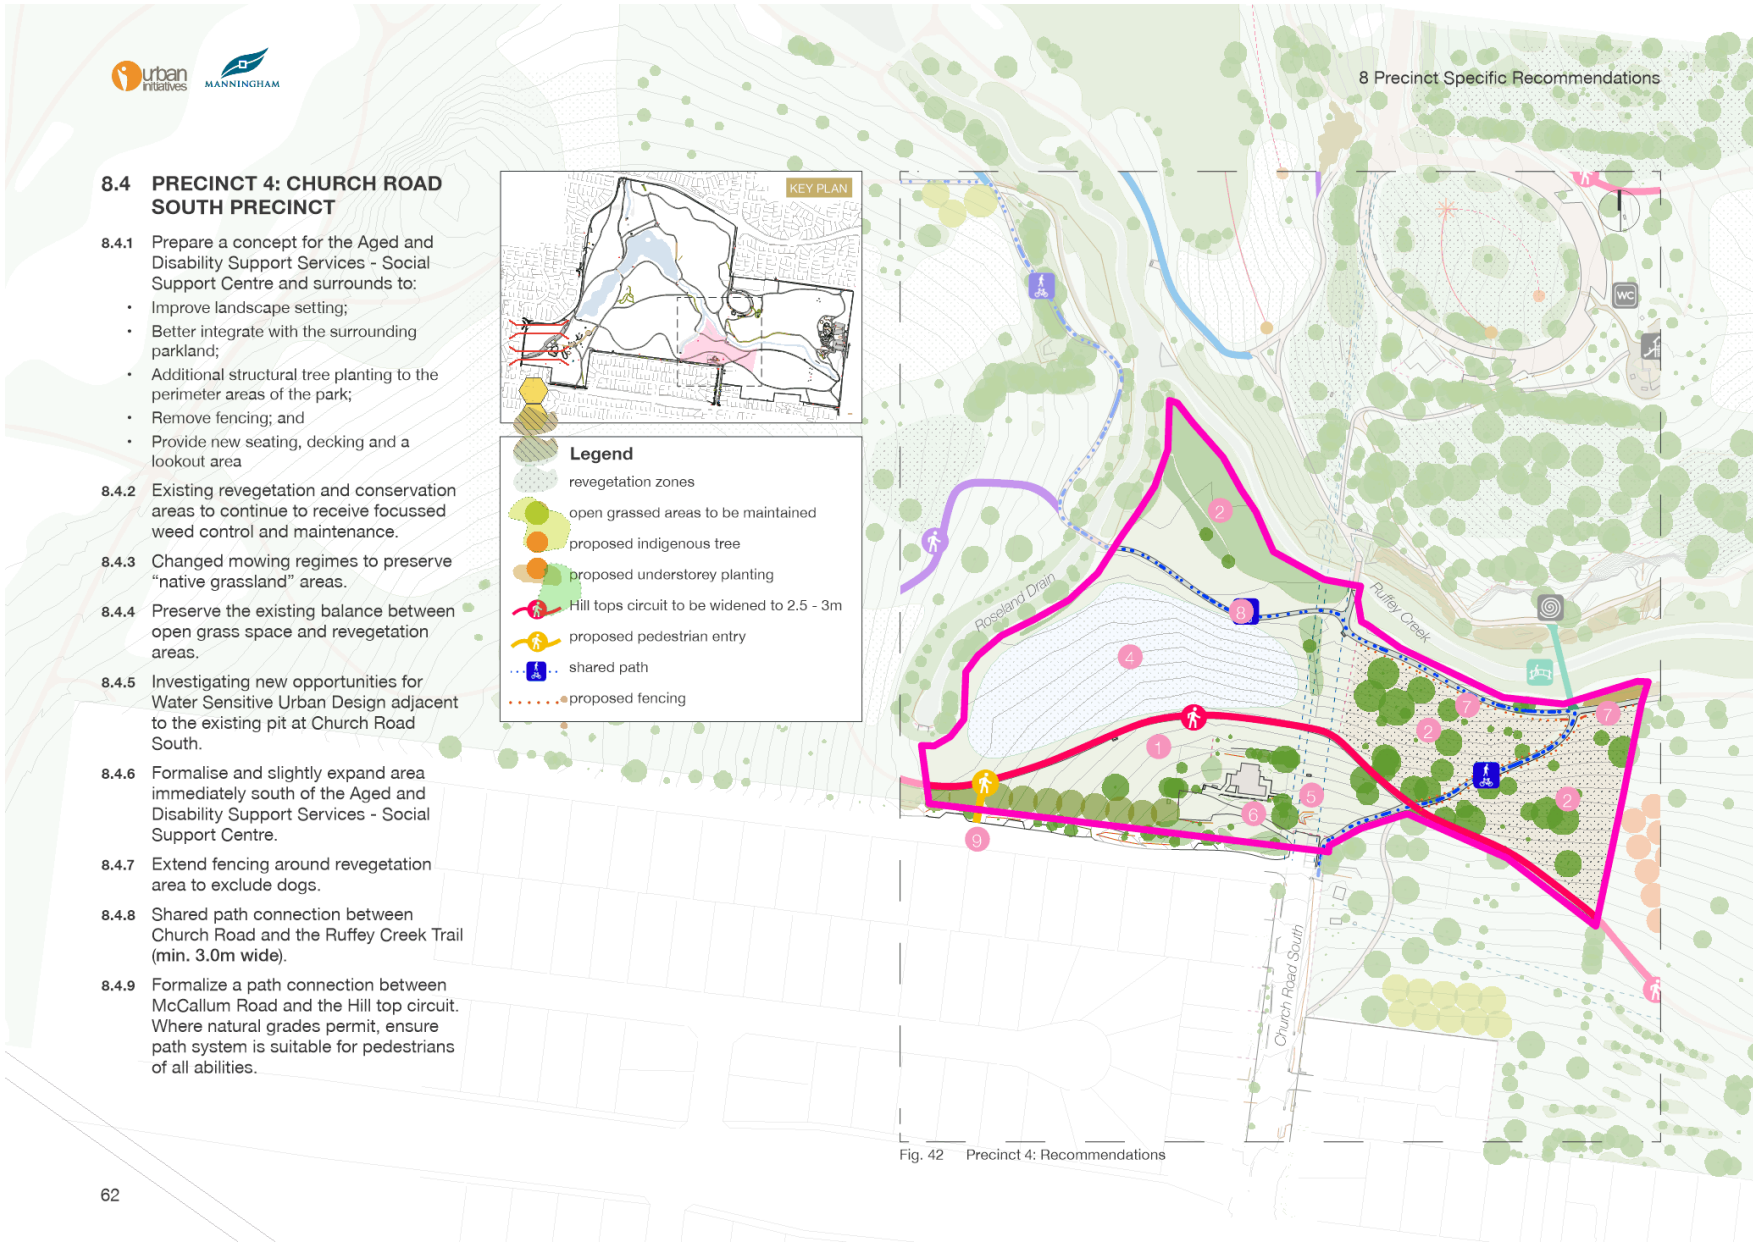 urban
initiatives
MANNINGHAM
8 Precinct Specific Recommendations
8.4 PRECINCT 4: CHURCH ROAD
SOUTH PRECINCT
8.4.1 Prepare a concept for the Aged and
Disability Support Services - Social
Support Centre and surrounds to:
• Improve landscape setting;
• Better integrate with the surrounding
parkland;
• Additional structural tree planting to the
perimeter areas of the park;
• Remove fencing; and
• Provide new seating, decking and a
lookout area
8.4.2 Existing revegetation and conservation
areas to continue to receive focussed
weed control and maintenance.
8.4.3 Changed mowing regimes to preserve
“native grassland” areas.
8.4.4 Preserve the existing balance between
open grass space and revegetation
areas.
8.4.5 Investigating new opportunities for
Water Sensitive Urban Design adjacent
to the existing pit at Church Road
South.
8.4.6 Formalise and slightly expand area
immediately south of the Aged and
Disability Support Services - Social
Support Centre.
8.4.7 Extend fencing around revegetation
area to exclude dogs.
8.4.8 Shared path connection between
Church Road and the Ruffey Creek Trail
(min. 3.0m wide).
8.4.9 Formalize a path connection between
McCallum Road and the Hill top circuit.
Where natural grades permit, ensure
path system is suitable for pedestrians
of all abilities.
KEY PLAN
Legend
revegetation zones
open grassed areas to be maintained
proposed indigenous tree
proposed understorey planting
Hill tops circuit to be widened to 2.5 - 3m
proposed pedestrian entry
shared path
proposed fencing
WC
2
Roseland Drain
Ruffey Creek
8
4
7
7
2
1
2
5
6
9
Church Road South
Fig. 42 Precinct 4: Recommendations
62